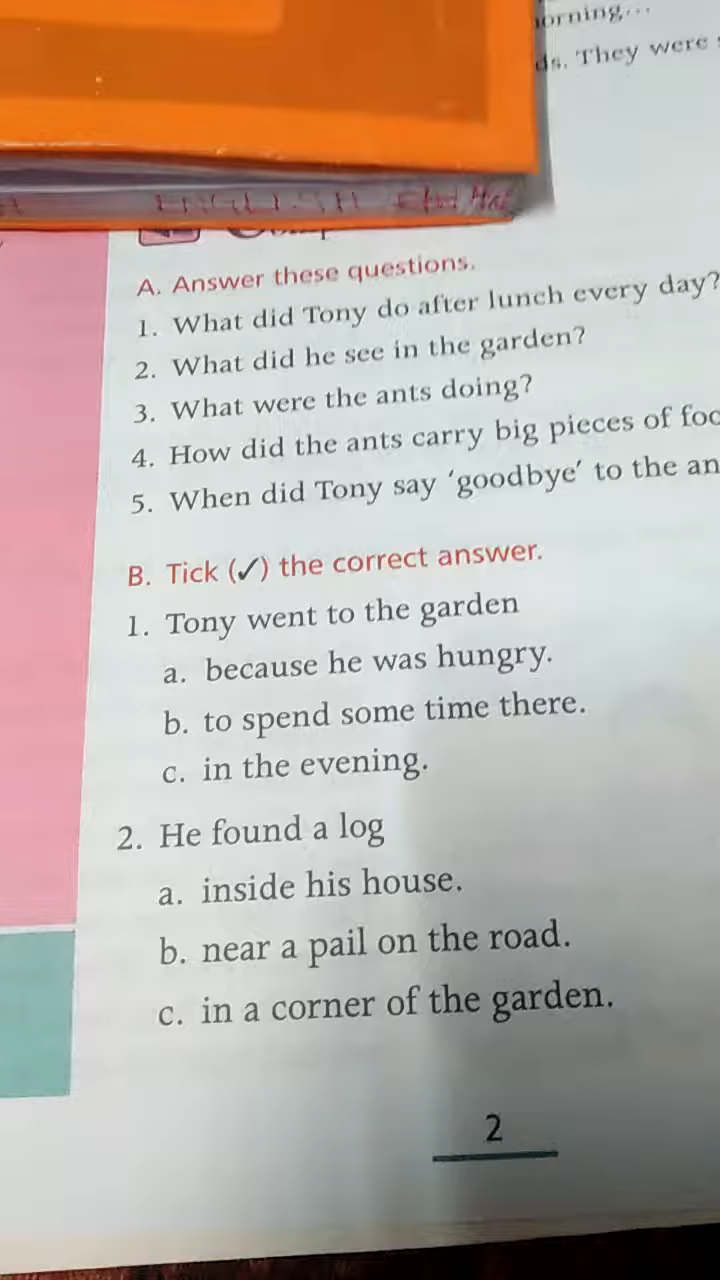 orning...
ds. They were
ENGLISH
A. Answer these questions.
1. What did Tony do after lunch every day?
2. What did he see in the garden?
3. What were the ants doing?
4. How did the ants carry big pieces of foo
5. When did Tony say ‘goodbye’ to the an
B. Tick (✓) the correct answer.
1. Tony went to the garden
a. because he was hungry.
b. to spend some time there.
c. in the evening.
2. He found a log
a. inside his house.
b. near a pail on the road.
c. in a corner of the garden.
2